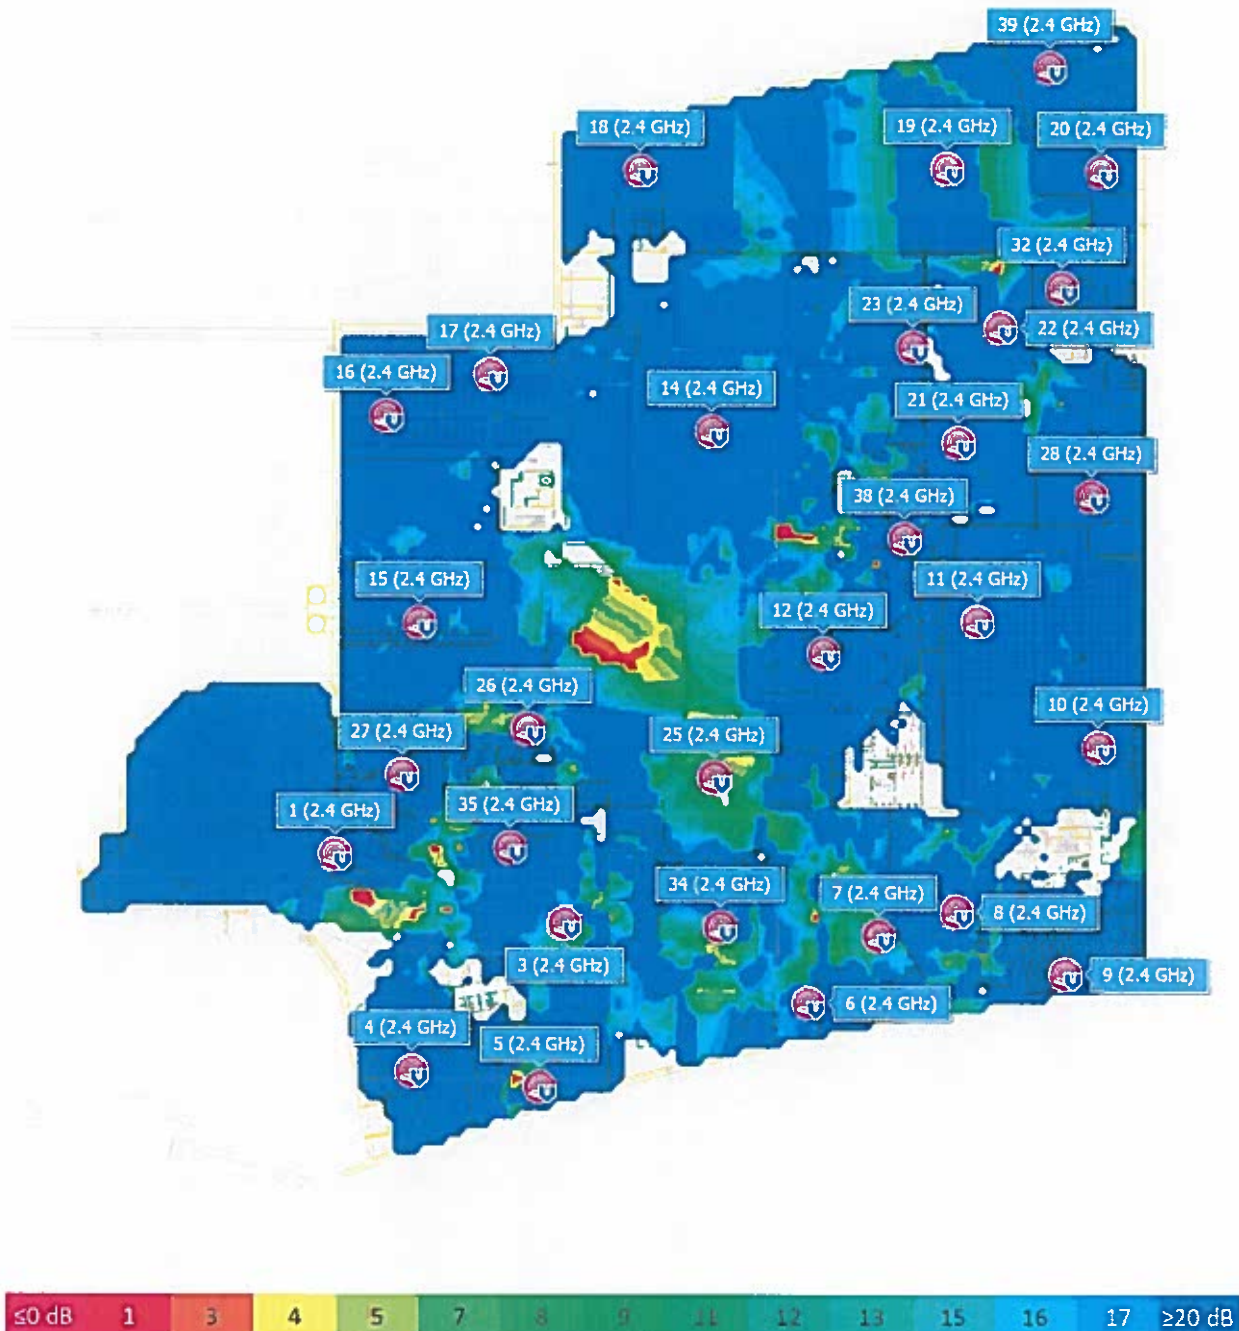 39 (2.4 GHz)
18 (2.4 GHz)
19 (2.4 GHz)
20 (2.4 GHz)
32 (2.4 GHz)
23 (2.4 GHz)
22 (2.4 GHz)
17 (2.4 GHz)
16 (2.4 GHz)
14 (2.4 GHz)
21 (2.4 GHz)
28 (2.4 GHz)
38 (2.4 GHz)
15 (2.4 GHz)
11 (2.4 GHz)
12 (2.4 GHz)
26 (2.4 GHz)
10 (2.4 GHz)
27 (2.4 GHz)
25 (2.4 GHz)
1 (2.4 GHz)
35 (2.4 GHz)
34 (2.4 GHz)
7 (2.4 GHz)
8 (2.4 GHz)
3 (2.4 GHz)
9 (2.4 GHz)
6 (2.4 GHz)
4 (2.4 GHz)
5 (2.4 GHz)
≤0 dB 1 3 4 5 7 8 9 11 12 13 15 16 17 ≥20 dB